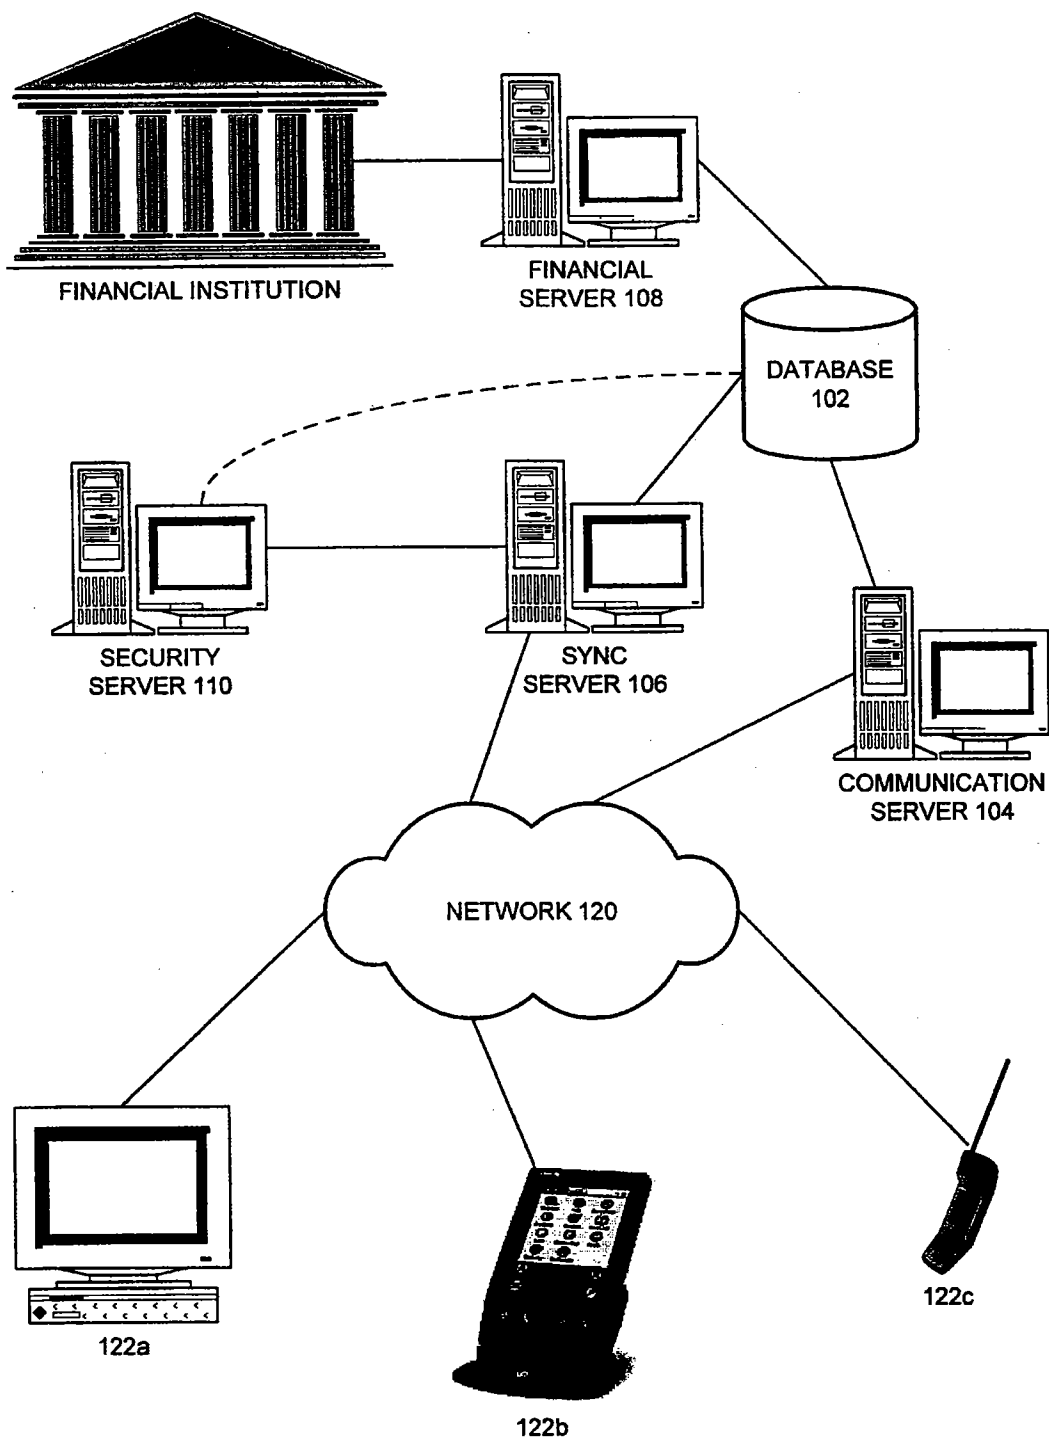 FINANCIAL INSTITUTION
FINANCIAL
SERVER 108
DATABASE
102
SECURITY
SERVER 110
SYNC
SERVER 106
COMMUNICATION
SERVER 104
NETWORK 120
122a
122b
122c